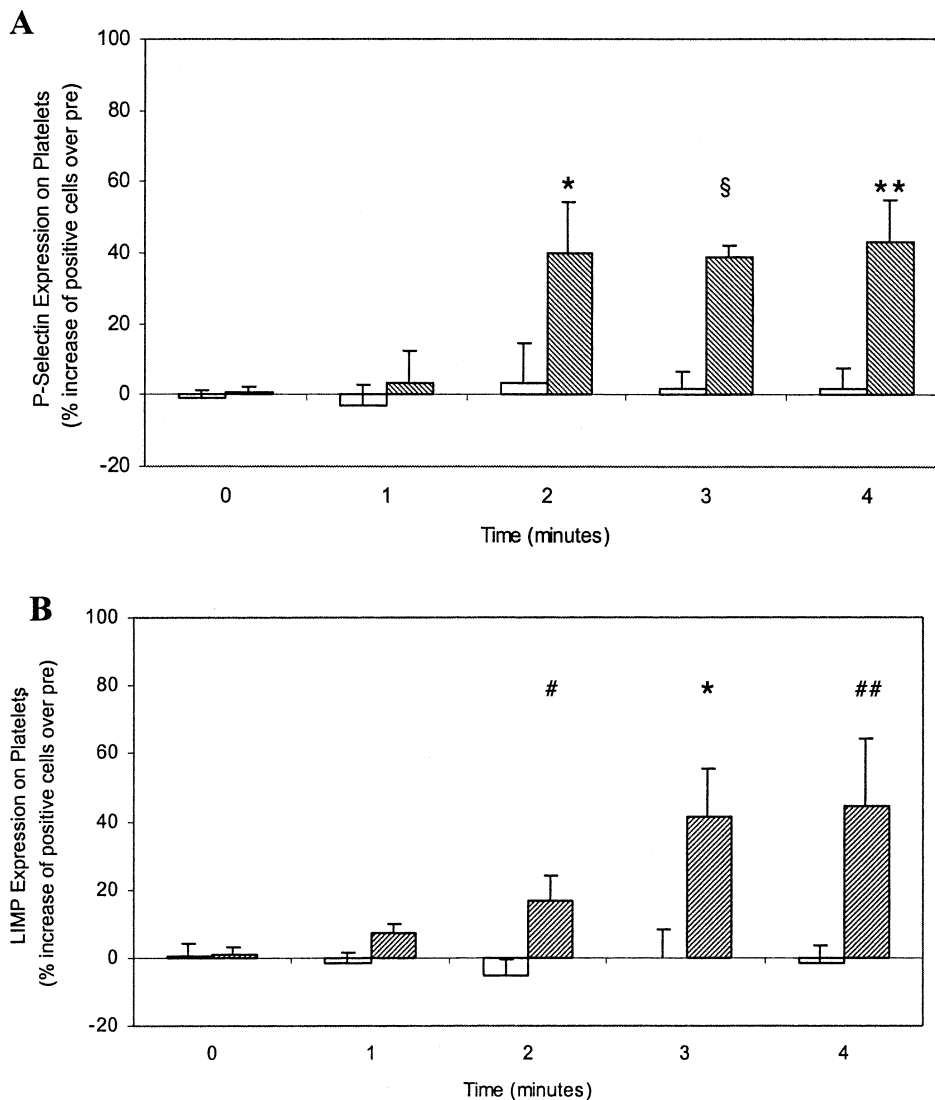 A
P-Selectin Expression on Platelets
(% increase of positive cells over pre)
100
80
60
40
20
0
-20
*
§
**
0 1 2 3 4
Time (minutes)
B
LIMP Expression on Platelets
(% increase of positive cells over pre)
100
80
60
40
20
0
-20
#
*
##
0 1 2 3 4
Time (minutes)